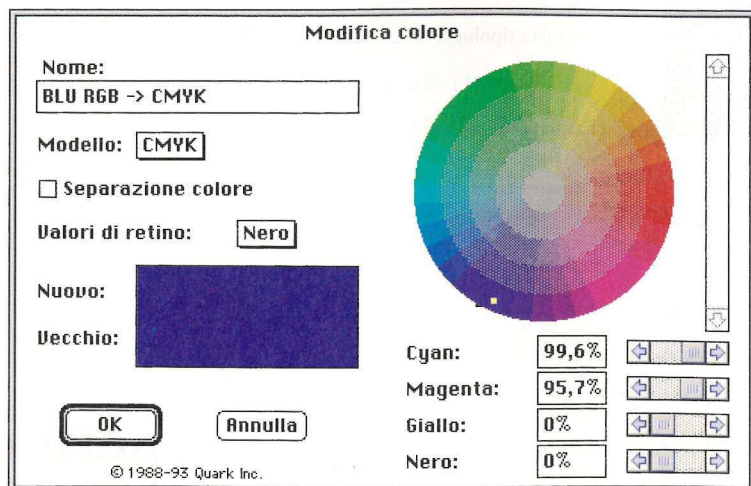 Modifica colore
Nome:
BLU RGB -> CMYK
Modello: CMYK
Separazione colore
Valori di retino: Nero
Nuovo:
Vecchio:
OK Annulla
© 1988-93 Quark Inc.
Cyan: 99,6%
Magenta: 95,7%
Giallo: 0%
Nero: 0%